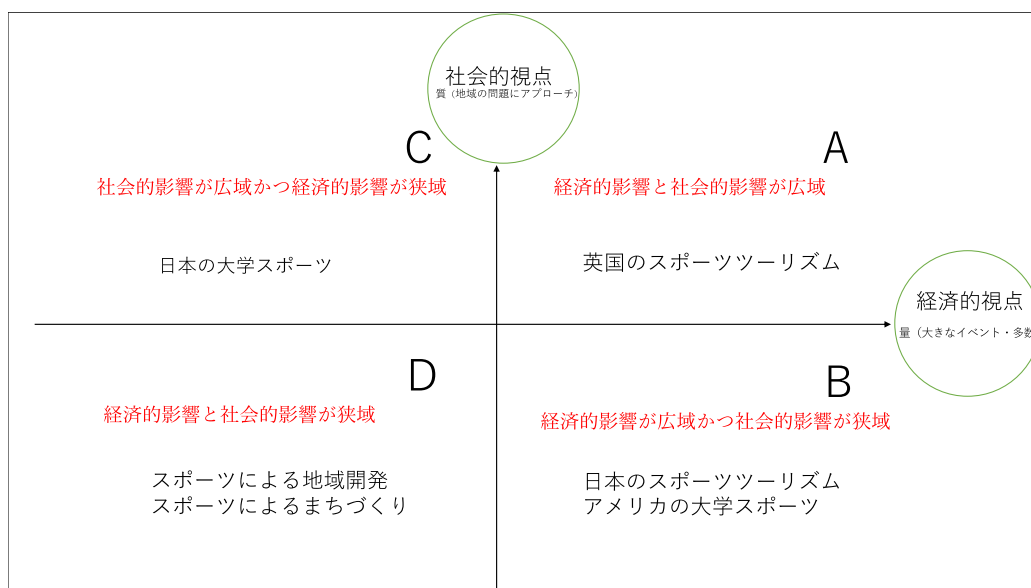 社会的視点
質（地域の問題にアプローチ）
C
社会的影響が広域かつ経済的影響が狭域
日本の大学スポーツ
A
経済的影響と社会的影響が広域
英国のスポーツツーリズム
経済的視点
量（大きなイベント・多数
D
経済的影響と社会的影響が狭域
スポーツによる地域開発
スポーツによるまちづくり
B
経済的影響が広域かつ社会的影響が狭域
日本のスポーツツーリズム
アメリカの大学スポーツ